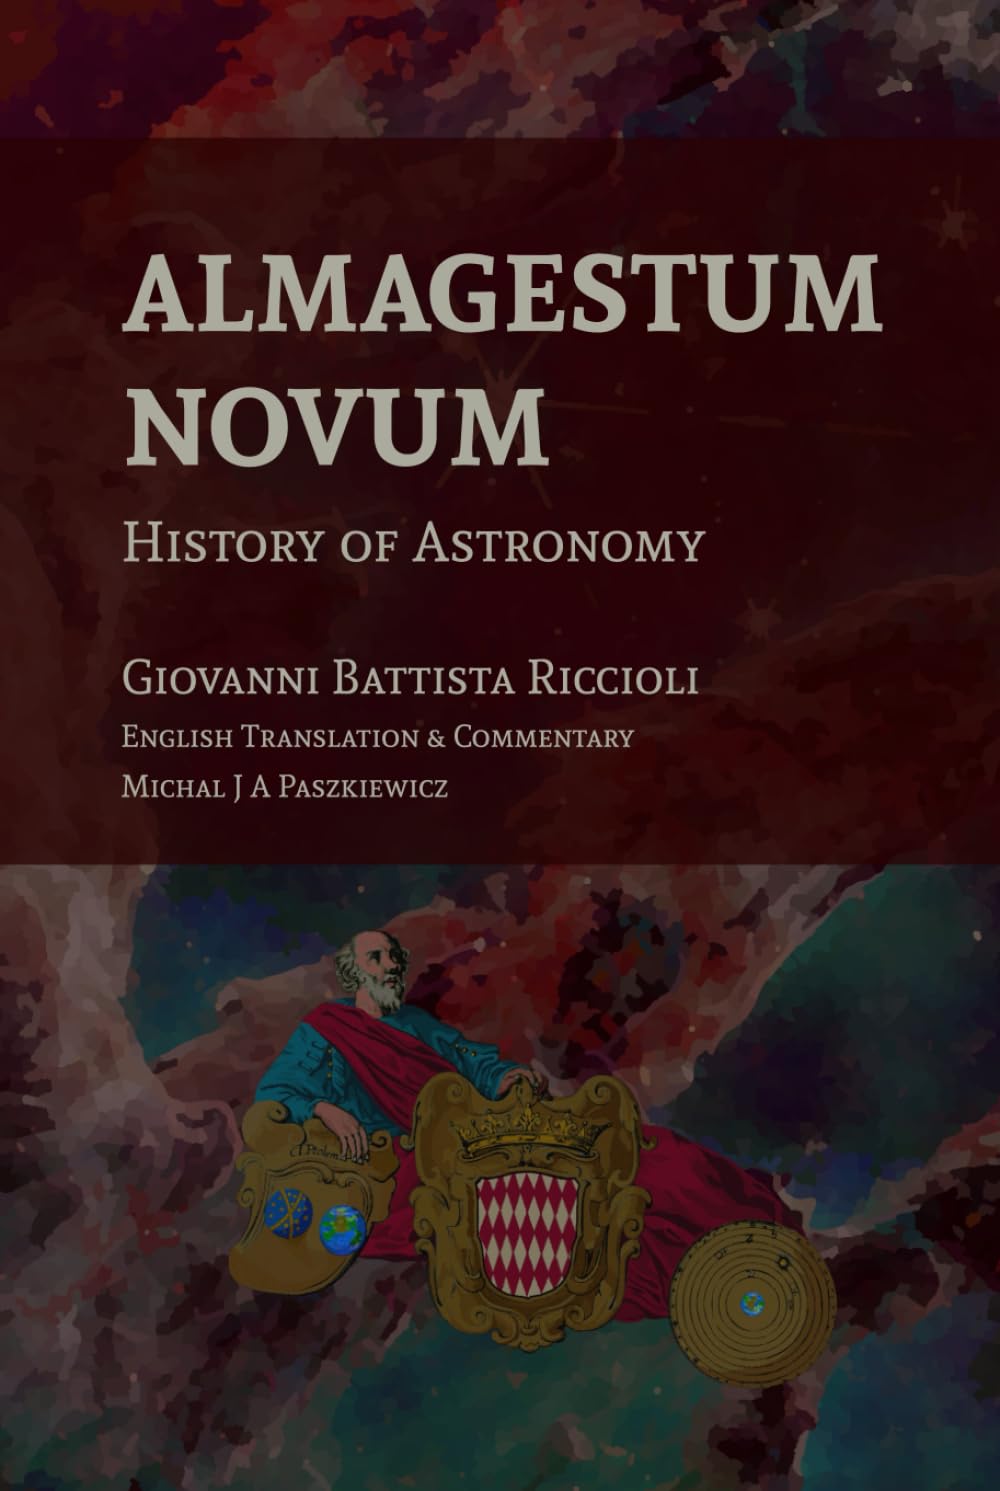 ALMAGESTUM
NOVUM
HISTORY OF ASTRONOMY
GIOVANNI BATTISTA RICCIOLI
ENGLISH TRANSLATION & COMMENTARY
MICHAL J A PASZKIEWICZ